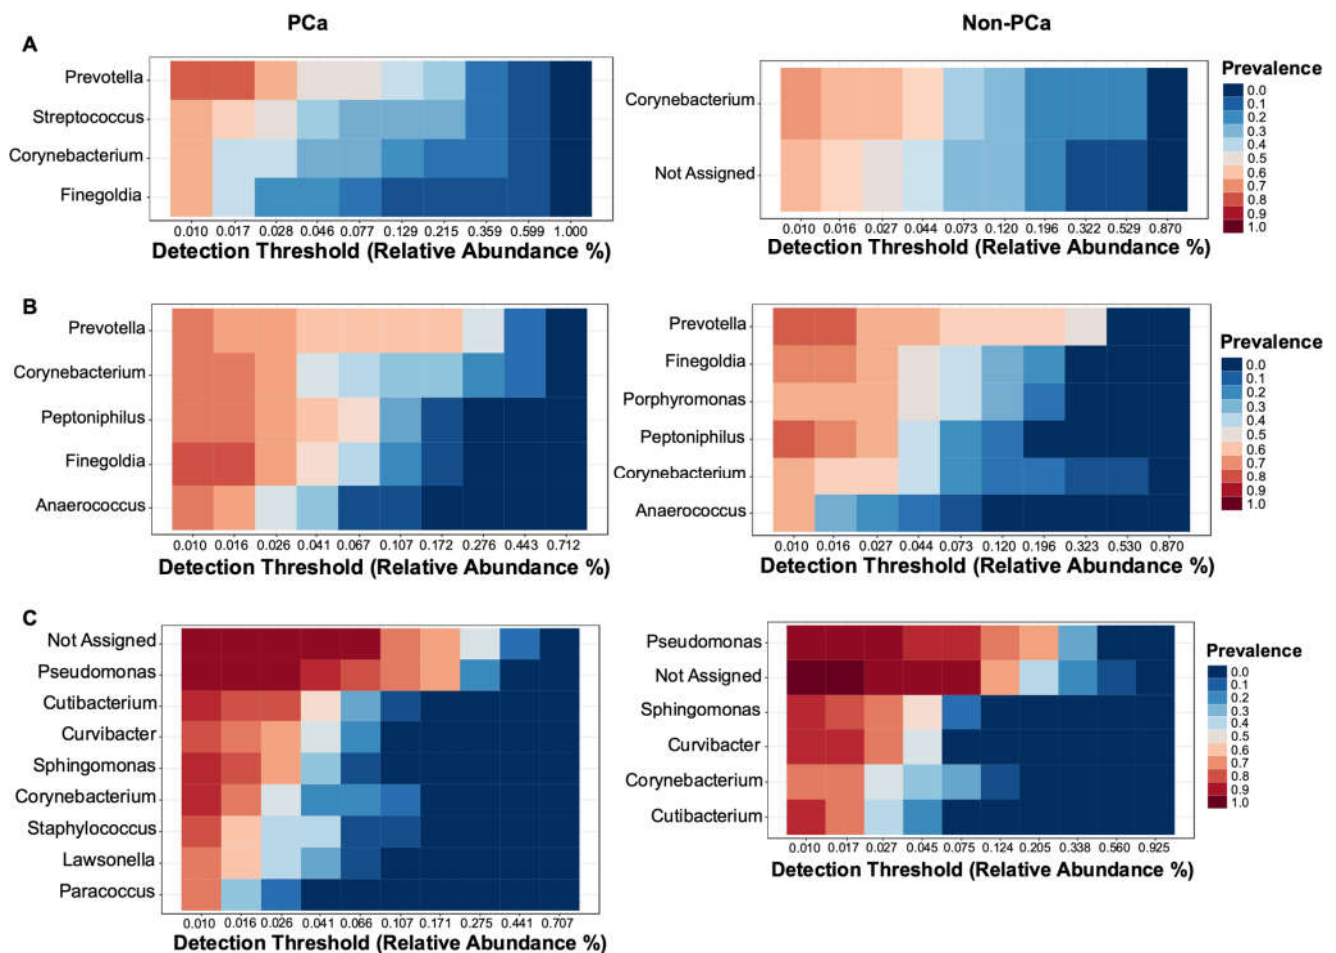 PCa
Non-PCa
A
Prevotella
Streptococcus
Corynebacterium
Finegoldia
0.010 0.017 0.028 0.046 0.077 0.129 0.215 0.359 0.599 1.000
Detection Threshold (Relative Abundance %)
Corynebacterium
Not Assigned
0.010 0.016 0.027 0.044 0.073 0.120 0.196 0.322 0.529 0.870
Detection Threshold (Relative Abundance %)
Prevalence
0.0
0.1
0.2
0.3
0.4
0.5
0.6
0.7
0.8
0.9
1.0
B
Prevotella
Corynebacterium
Peptoniphilus
Finegoldia
Anaerococcus
0.010 0.016 0.026 0.041 0.067 0.107 0.172 0.276 0.443 0.712
Detection Threshold (Relative Abundance %)
Prevotella
Finegoldia
Porphyromonas
Peptoniphilus
Corynebacterium
Anaerococcus
0.010 0.016 0.027 0.044 0.073 0.120 0.196 0.323 0.530 0.870
Detection Threshold (Relative Abundance %)
Prevalence
0.0
0.1
0.2
0.3
0.4
0.5
0.6
0.7
0.8
0.9
1.0
C
Not Assigned
Pseudomonas
Cutibacterium
Curvibacter
Sphingomonas
Corynebacterium
Staphylococcus
Lawsonella
Paracoccus
0.010 0.016 0.026 0.041 0.066 0.107 0.171 0.275 0.441 0.707
Detection Threshold (Relative Abundance %)
Pseudomonas
Not Assigned
Sphingomonas
Curvibacter
Corynebacterium
Cutibacterium
0.010 0.017 0.027 0.045 0.075 0.124 0.205 0.338 0.560 0.925
Detection Threshold (Relative Abundance %)
Prevalence
0.0
0.1
0.2
0.3
0.4
0.5
0.6
0.7
0.8
0.9
1.0